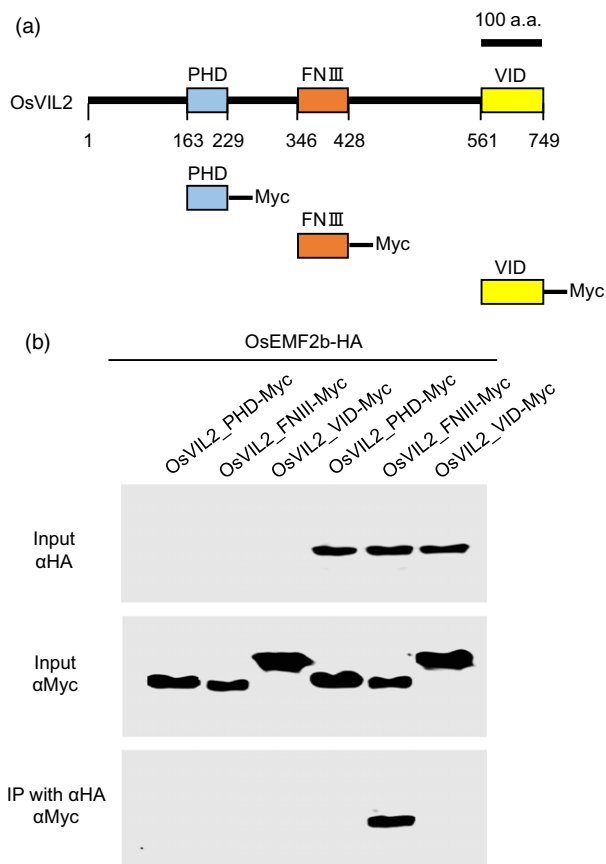 (a)
100 a.a.
PHD
FNⅢ
VID
OsVIL2
1
163
229
346
428
561
749
PHD
Myc
FNⅢ
Myc
VID
Myc
(b)
OsEMF2b-HA
OsVIL2_PHD-Myc
OsVIL2_FNIII-Myc
OsVIL2_VID-Myc
OsVIL2_PHD-Myc
OsVIL2_FNIII-Myc
OsVIL2_VID-Myc
Input
αHA
Input
αMyc
IP with αHA
αMyc